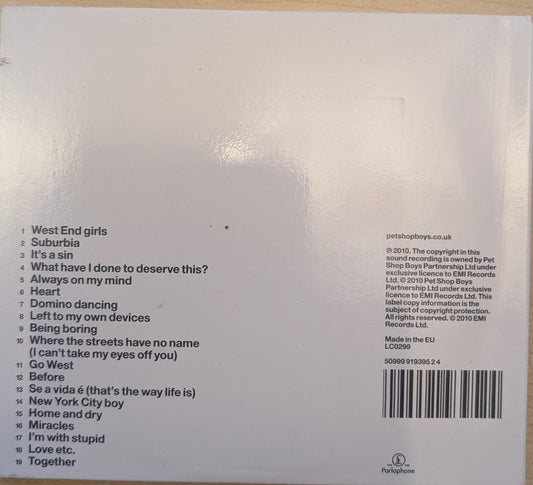 1 West End girls
2 Suburbia
3 It's a sin
4 What have I done to deserve this?
5 Always on my mind
6 Heart
7 Domino dancing
8 Left to my own devices
9 Being boring
10 Where the streets have no name
(I can't take my eyes off you)
11 Go West
12 Before
13 Se a vida é (that's the way life is)
14 New York City boy
15 Home and dry
16 Miracles
17 I'm with stupid
18 Love etc.
19 Together
petshopboys.co.uk
℗ 2010. The copyright in this
sound recording is owned by Pet
Shop Boys Partnership Ltd under
exclusive licence to EMI Records
Ltd. © 2010 Pet Shop Boys
Partnership Ltd under exclusive
licence to EMI Records Ltd. This
label copy information is the
subject of copyright protection.
All rights reserved. © 2010 EMI
Records Ltd.
Made in the EU
LC0299
50999 919395 2 4
Parlophone